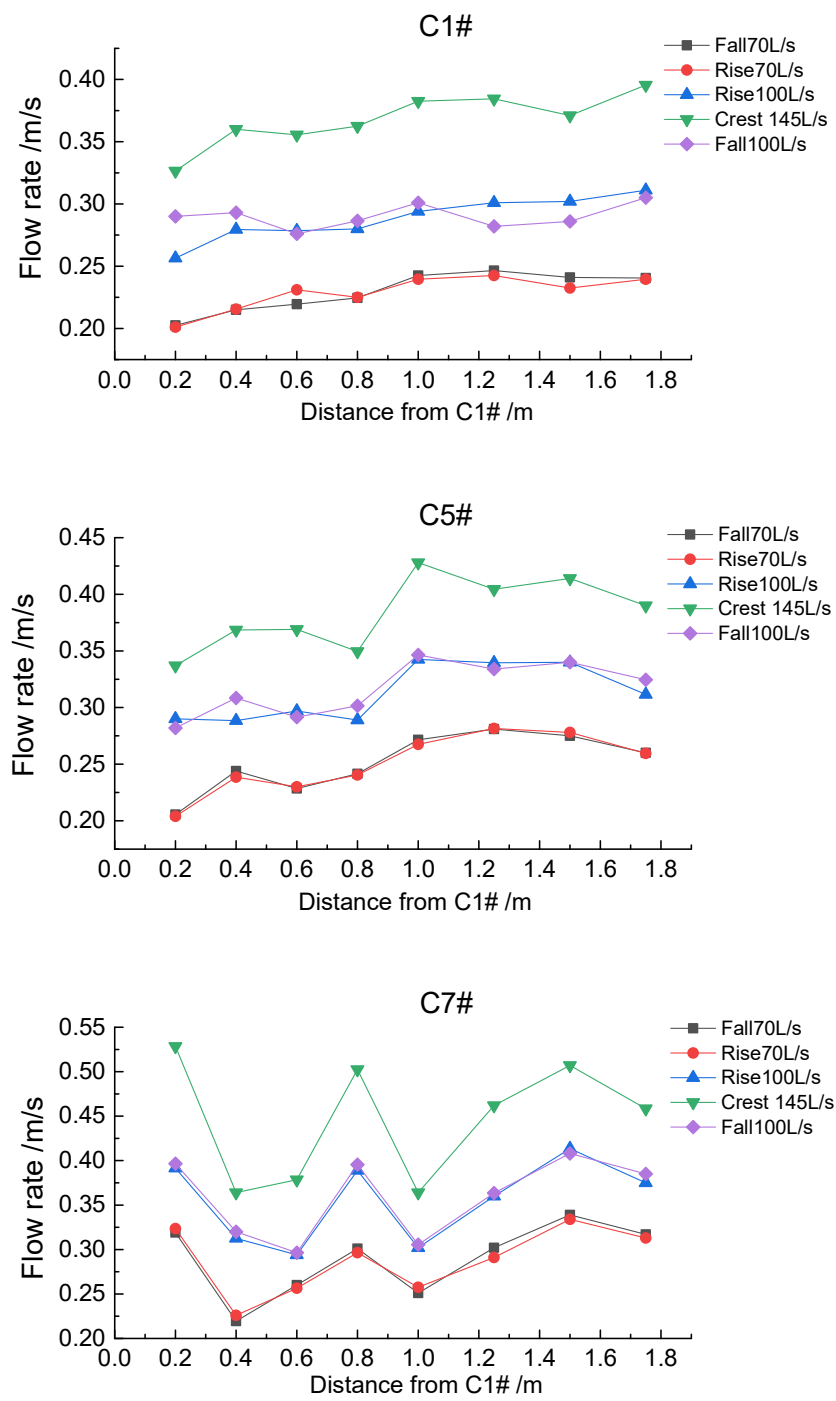 C1#
Fall70L/s
Rise70L/s
Rise100L/s
Crest 145L/s
Fall100L/s
Flow rate /m/s
0.40
0.35
0.30
0.25
0.20
0.0 0.2 0.4 0.6 0.8 1.0 1.2 1.4 1.6 1.8
Distance from C1# /m
C5#
Fall70L/s
Rise70L/s
Rise100L/s
Crest 145L/s
Fall100L/s
Flow rate /m/s
0.45
0.40
0.35
0.30
0.25
0.20
0.0 0.2 0.4 0.6 0.8 1.0 1.2 1.4 1.6 1.8
Distance from C1# /m
C7#
Fall70L/s
Rise70L/s
Rise100L/s
Crest 145L/s
Fall100L/s
Flow rate /m/s
0.55
0.50
0.45
0.40
0.35
0.30
0.25
0.20
0.0 0.2 0.4 0.6 0.8 1.0 1.2 1.4 1.6 1.8
Distance from C1# /m